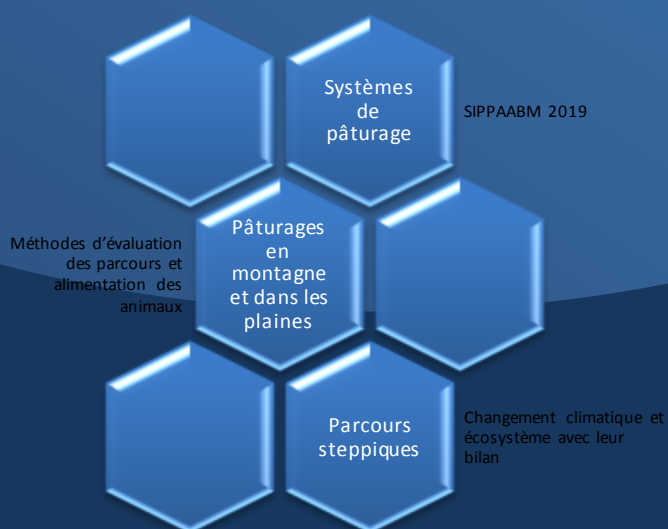 Systèmes
de
pâturage
SIPPAABM 2019
Méthodes d'évaluation
des parcours et
alimentation des
animaux
Pâturages
en
montagne
et dans les
plaines
Parcours
steppiques
Changement climatique et
écosystème avec leur
bilan